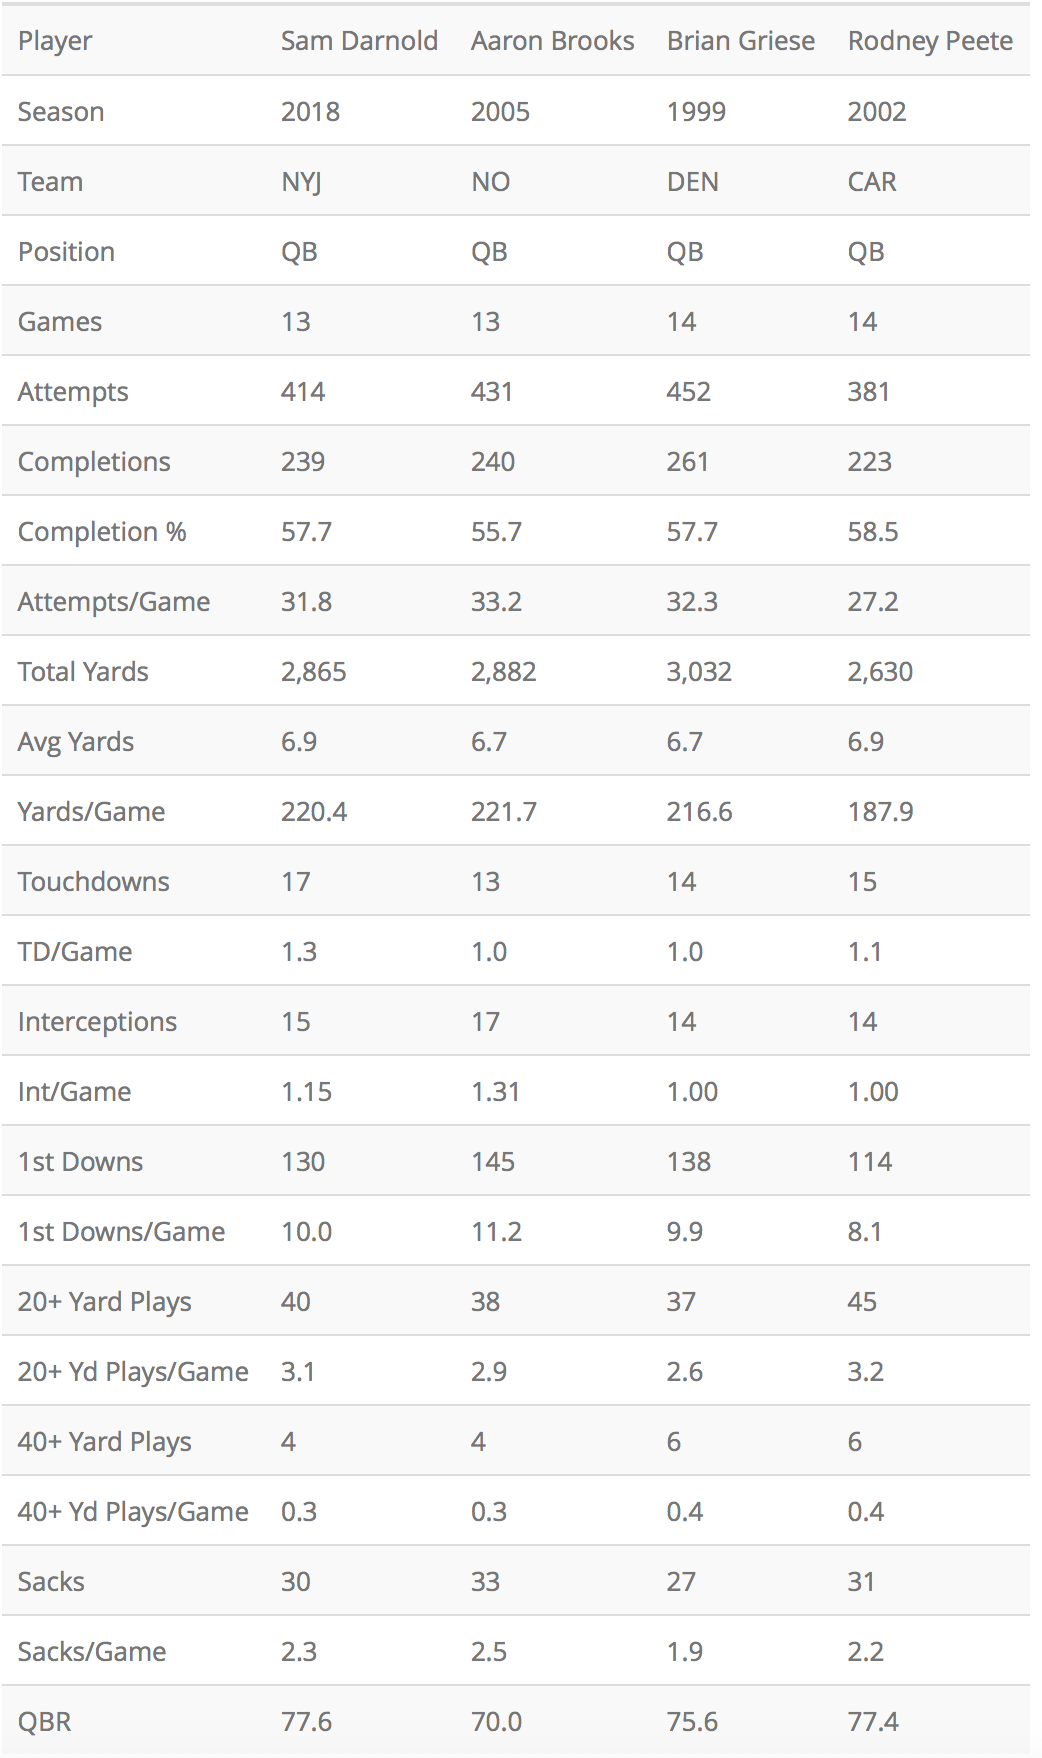 Player Sam Darnold Aaron Brooks Brian Griese Rodney Peete
Season 2018 2005 1999 2002
Team NYJ NO DEN CAR
Position QB QB QB QB
Games 13 13 14 14
Attempts 414 431 452 381
Completions 239 240 261 223
Completion % 57.7 55.7 57.7 58.5
Attempts/Game 31.8 33.2 32.3 27.2
Total Yards 2,865 2,882 3,032 2,630
Avg Yards 6.9 6.7 6.7 6.9
Yards/Game 220.4 221.7 216.6 187.9
Touchdowns 17 13 14 15
TD/Game 1.3 1.0 1.0 1.1
Interceptions 15 17 14 14
Int/Game 1.15 1.31 1.00 1.00
1st Downs 130 145 138 114
1st Downs/Game 10.0 11.2 9.9 8.1
20+ Yard Plays 40 38 37 45
20+ Yd Plays/Game 3.1 2.9 2.6 3.2
40+ Yard Plays 4 4 6 6
40+ Yd Plays/Game 0.3 0.3 0.4 0.4
Sacks 30 33 27 31
Sacks/Game 2.3 2.5 1.9 2.2
QBR 77.6 70.0 75.6 77.4